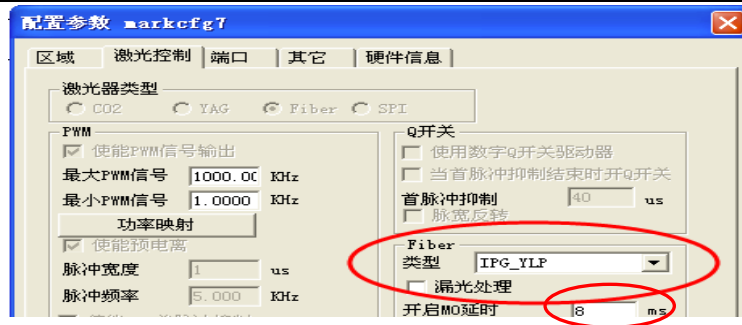 配置参数 markcfg7
区域 激光控制 端口 其它 硬件信息
激光器类型
CO2 YAG Fiber SPI
PWM
使能PWM信号输出
最大PWM信号 1000.00 KHz
最小PWM信号 1.0000 KHz
功率映射
使能预电离
脉冲宽度 1 us
脉冲频率 5.000 KHz
Q开关
使用数字Q开关驱动器
当首脉冲抑制结束时开Q开关
首脉冲抑制 40 us
脉宽反转
Fiber
类型 IPG_YLP
漏光处理
开启MO延时 8 ms